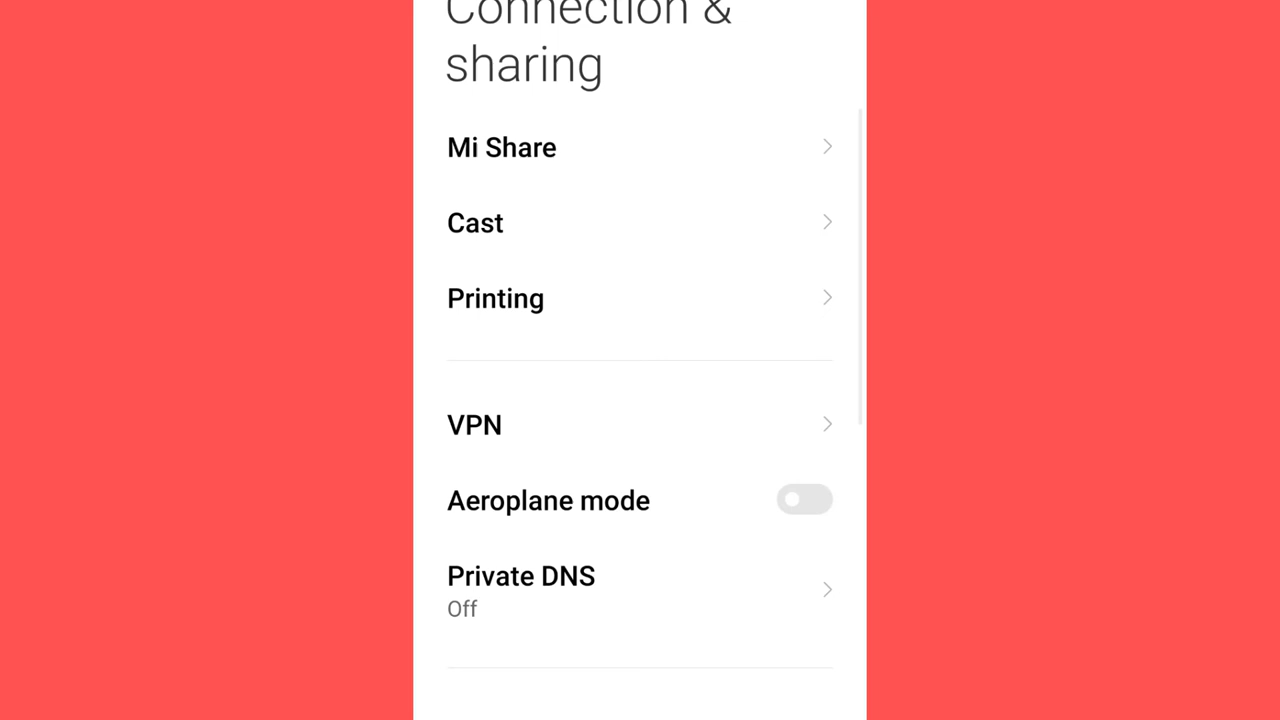 Connection &
sharing
Mi Share
Cast
Printing
VPN
Aeroplane mode
Private DNS
Off